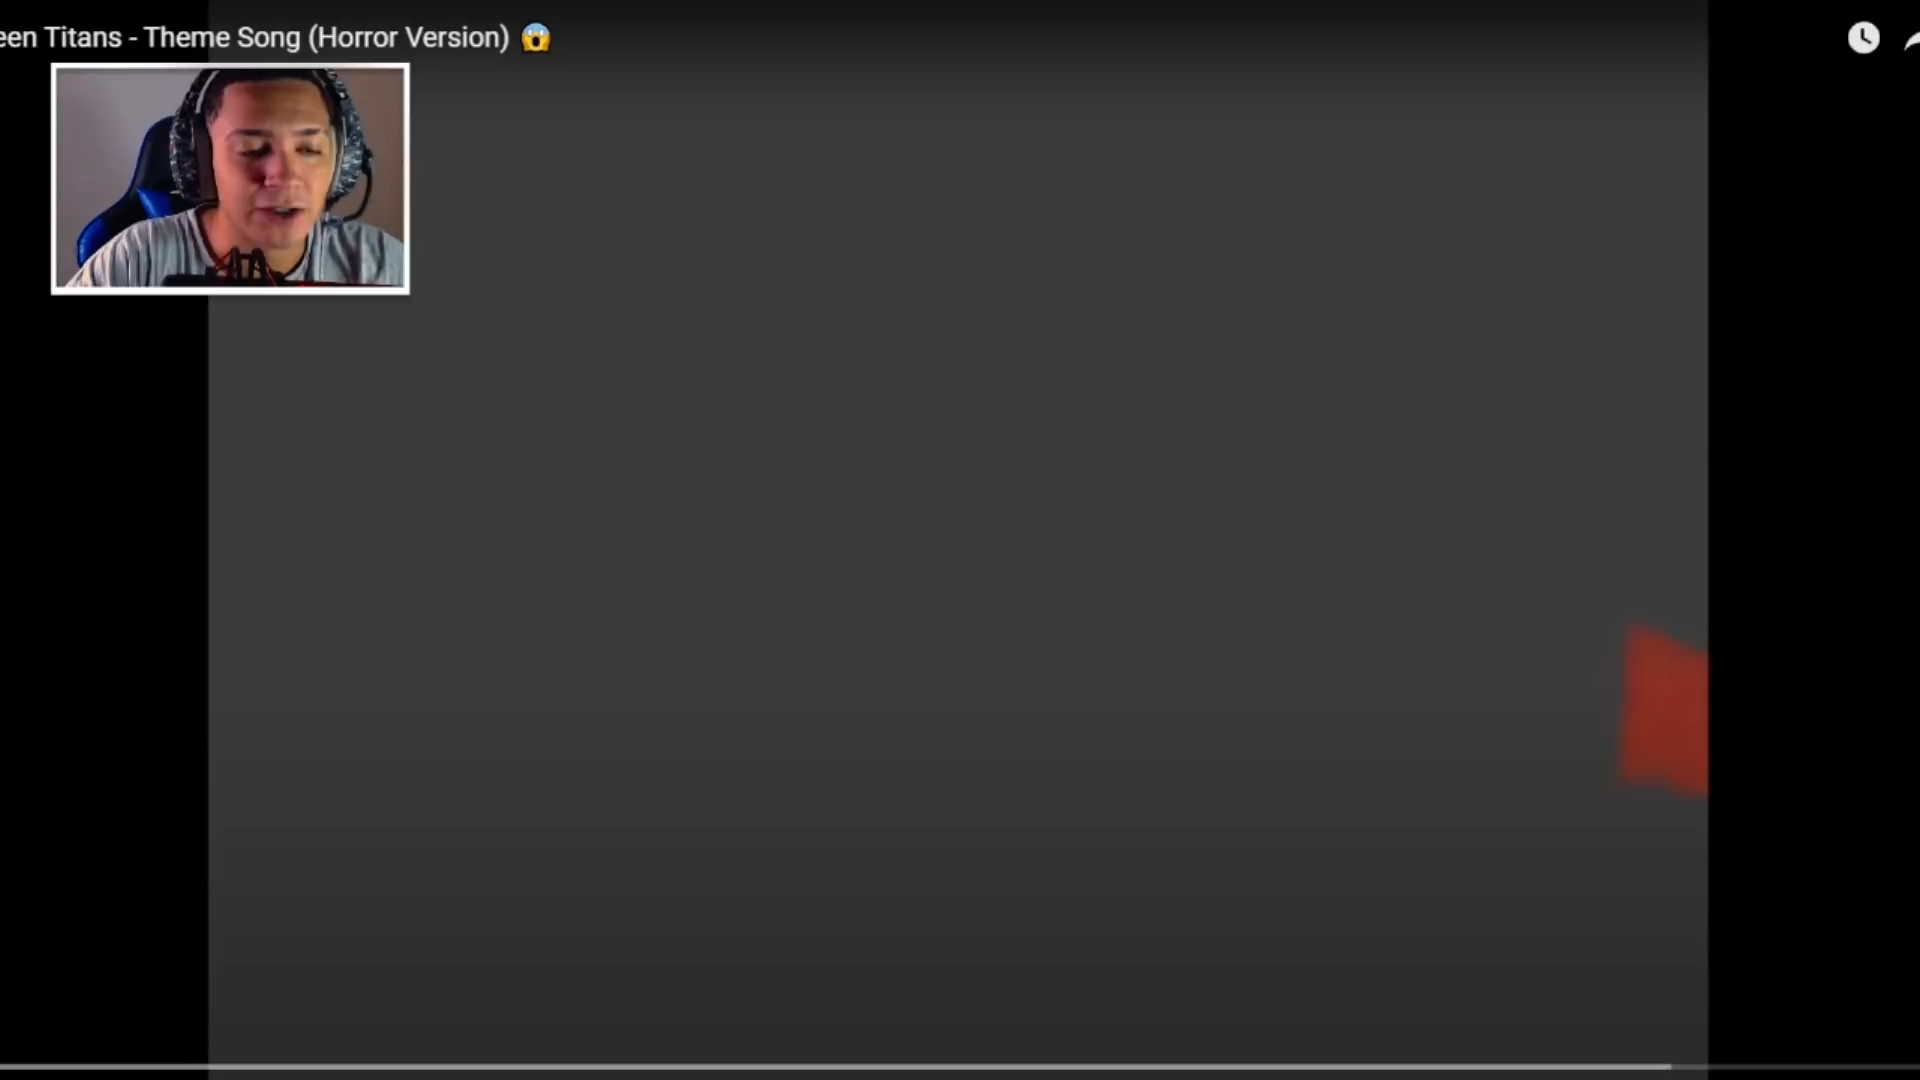 een Titans - Theme Song (Horror Version) 😱